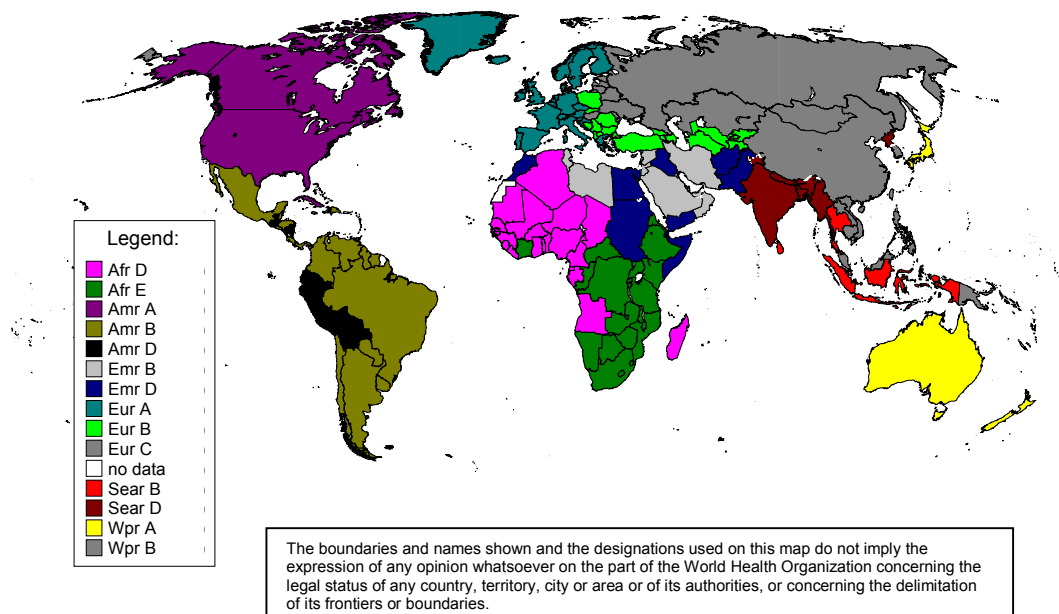 Legend:
Afr D
Afr E
Amr A
Amr B
Amr D
Emr B
Emr D
Eur A
Eur B
Eur C
no data
Sear B
Sear D
Wpr A
Wpr B
The boundaries and names shown and the designations used on this map do not imply the
expression of any opinion whatsoever on the part of the World Health Organization concerning the
legal status of any country, territory, city or area or of its authorities, or concerning the delimitation
of its frontiers or boundaries.